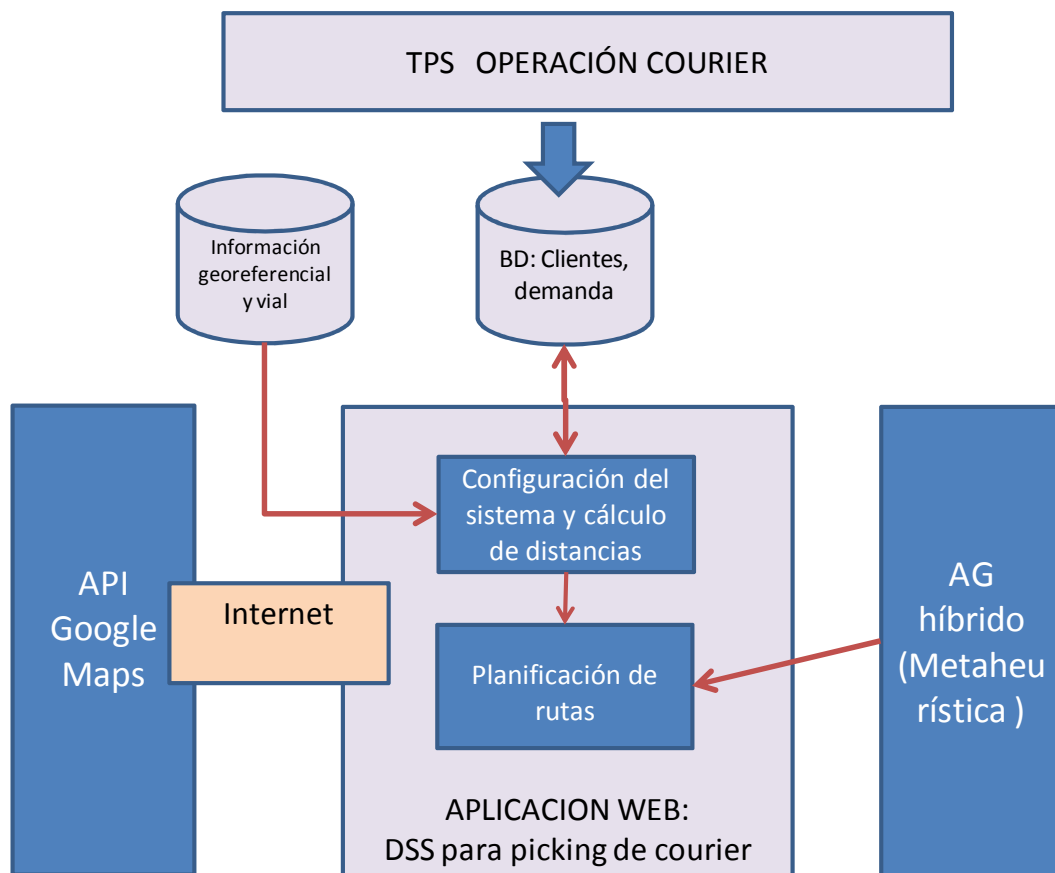 TPS OPERACIÓN COURIER
Información
georeferencial
y vial
BD: Clientes,
demanda
Configuración del
sistema y cálculo
de distancias
API
Google
Maps
Internet
Planificación de
rutas
AG
híbrido
(Metaheu
rística )
APLICACION WEB:
DSS para picking de courier